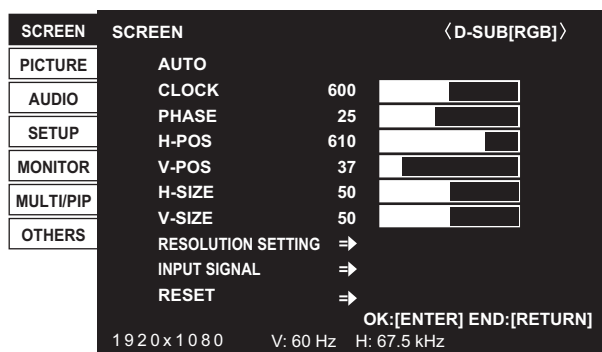 SCREEN
PICTURE
AUDIO
SETUP
MONITOR
MULTI/PIP
OTHERS
SCREEN 〈D-SUB[RGB]〉
AUTO
CLOCK 600
PHASE 25
H-POS 610
V-POS 37
H-SIZE 50
V-SIZE 50
RESOLUTION SETTING
INPUT SIGNAL
RESET
OK:[ENTER] END:[RETURN]
1920x1080 V: 60 Hz H: 67.5 kHz